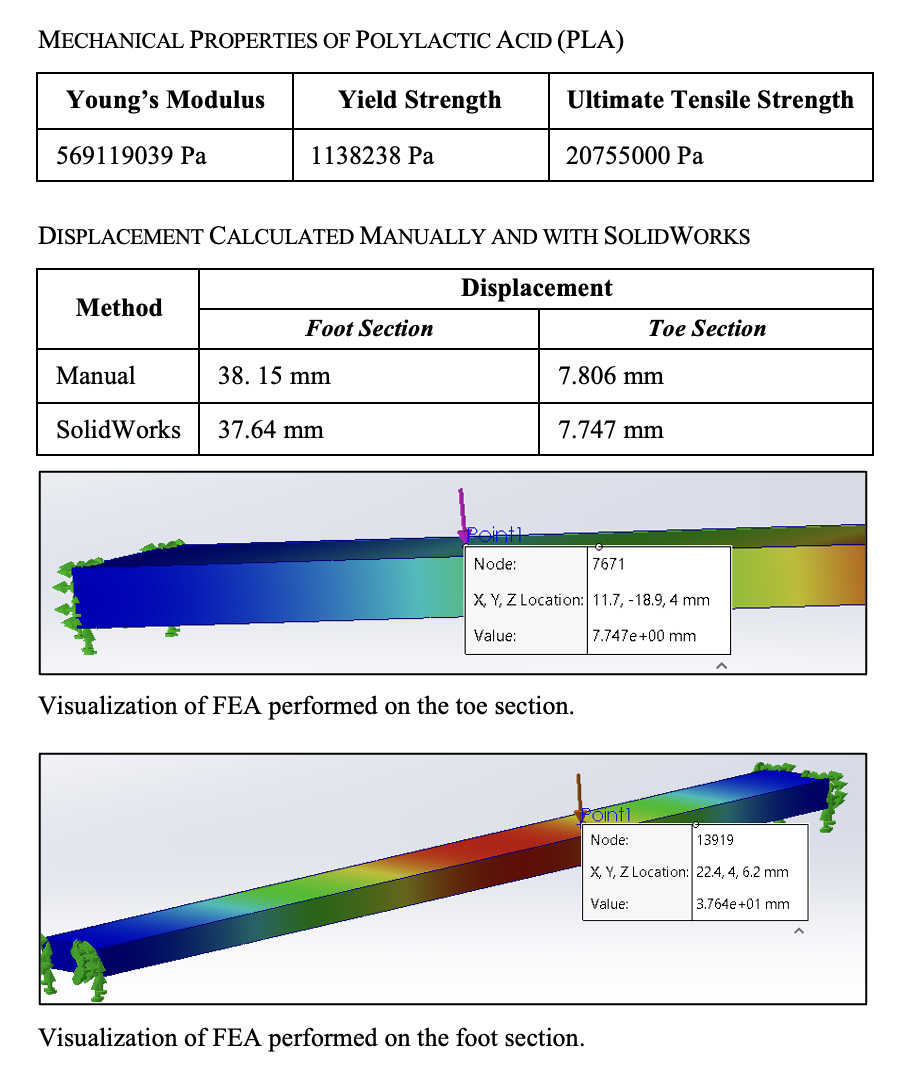 MECHANICAL PROPERTIES OF POLYLACTIC ACID (PLA)
Young's Modulus Yield Strength Ultimate Tensile Strength
569119039 Pa 1138238 Pa 20755000 Pa
DISPLACEMENT CALCULATED MANUALLY AND WITH SOLIDWORKS
Method Displacement
Foot Section Toe Section
Manual 38. 15 mm 7.806 mm
SolidWorks 37.64 mm 7.747 mm
Point1
Node: 7671
X, Y, Z Location: 11.7, -18.9, 4 mm
Value: 7.747e+00 mm
Visualization of FEA performed on the toe section.
Point1
Node: 13919
X, Y, Z Location: 22.4, 4, 6.2 mm
Value: 3.764e+01 mm
Visualization of FEA performed on the foot section.